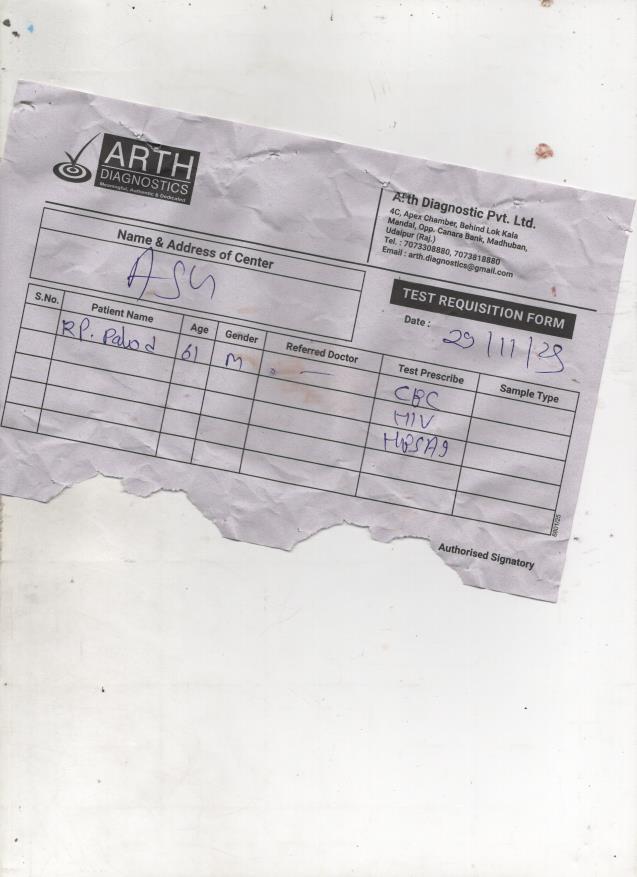 ARTH
DIAGNOSTICS
Meaningful, Authentic & Dedicated
Arth Diagnostic Pvt. Ltd.
4C, Apex Chamber, Behind Lok Kala
Mandal, Opp. Canara Bank, Madhuban,
Udaipur (Raj.)
Tel. : 7073308880, 7073818880
Email : arth.diagnostics@gmail.com
Name & Address of Center
TEST REQUISITION FORM
Date : 29/11/25
S.No. Patient Name Age Gender Referred Doctor Test Prescribe Sample Type
R.P. 61 M - CBC
HIV
HBSAg
Authorised Signatory